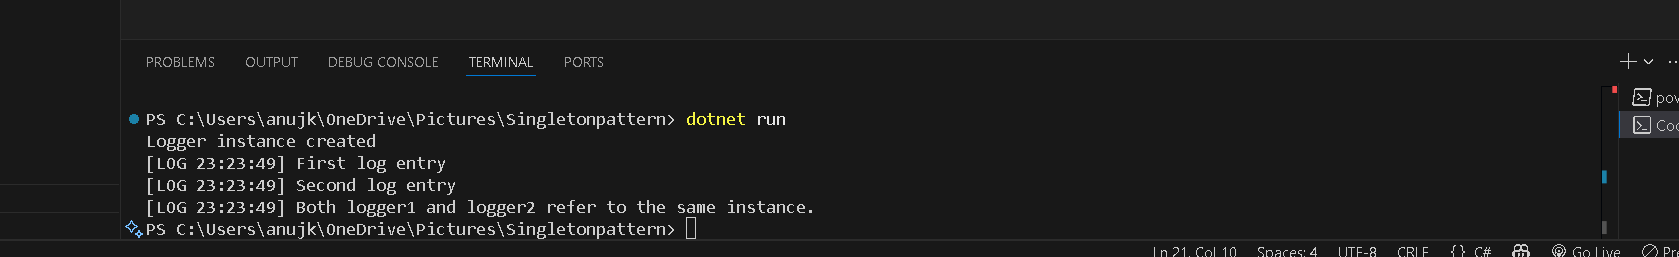 PROBLEMS OUTPUT DEBUG CONSOLE TERMINAL PORTS
PS C:\Users\anujk\OneDrive\Pictures\Singletonpattern> dotnet run
Logger instance created
[LOG 23:23:49] First log entry
[LOG 23:23:49] Second log entry
[LOG 23:23:49] Both logger1 and logger2 refer to the same instance.
PS C:\Users\anujk\OneDrive\Pictures\Singletonpattern>
pow
Coo
Ln 21, Col 10 Spaces: 4 UTF-8 CRLF {} C# Go Live